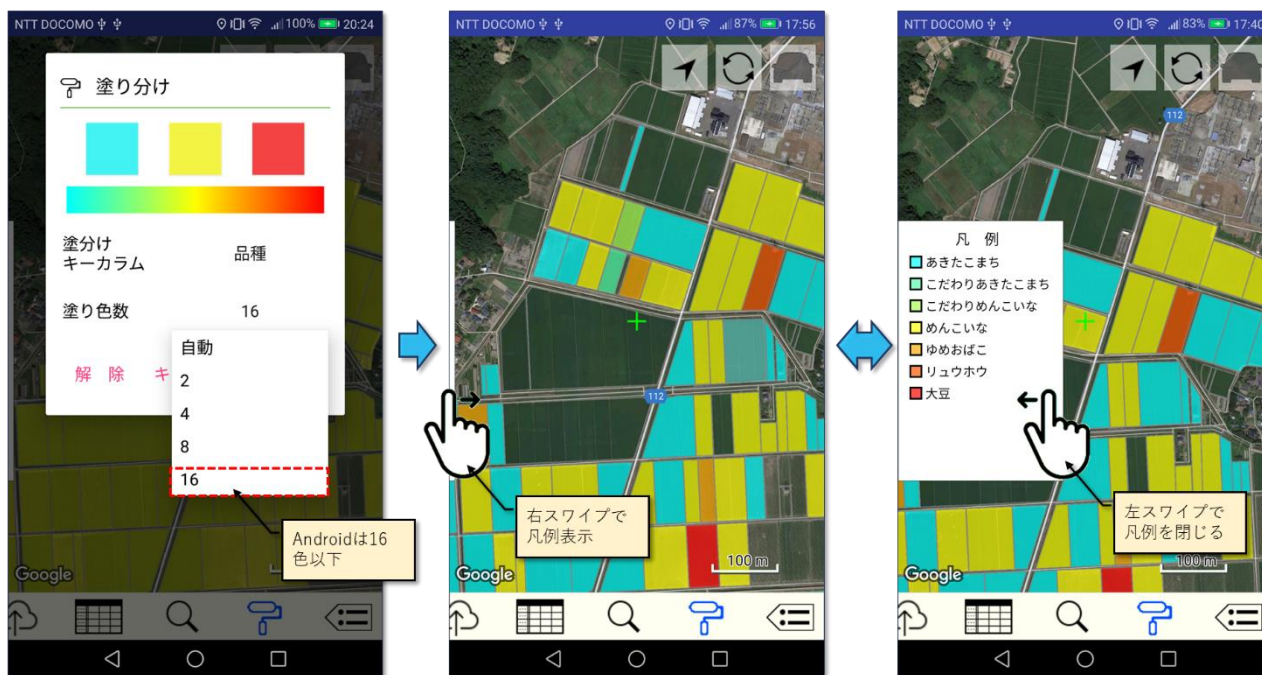 NTT DOCOMO 100% 20:24
塗り分け
塗分け
キーカラム
品種
塗り色数
16
自動
解 除 キ
2
4
8
16
Androidは16
色以下
Google
NTT DOCOMO 87% 17:56
112
右スワイプで
凡例表示
100 m
Google
NTT DOCOMO 83% 17:40
112
凡 例
あきたこまち
こだわりあきたこまち
こだわりめんこいな
めんこいな
ゆめおばこ
リュウホウ
大豆
左スワイプで
凡例を閉じる
100 m
Google